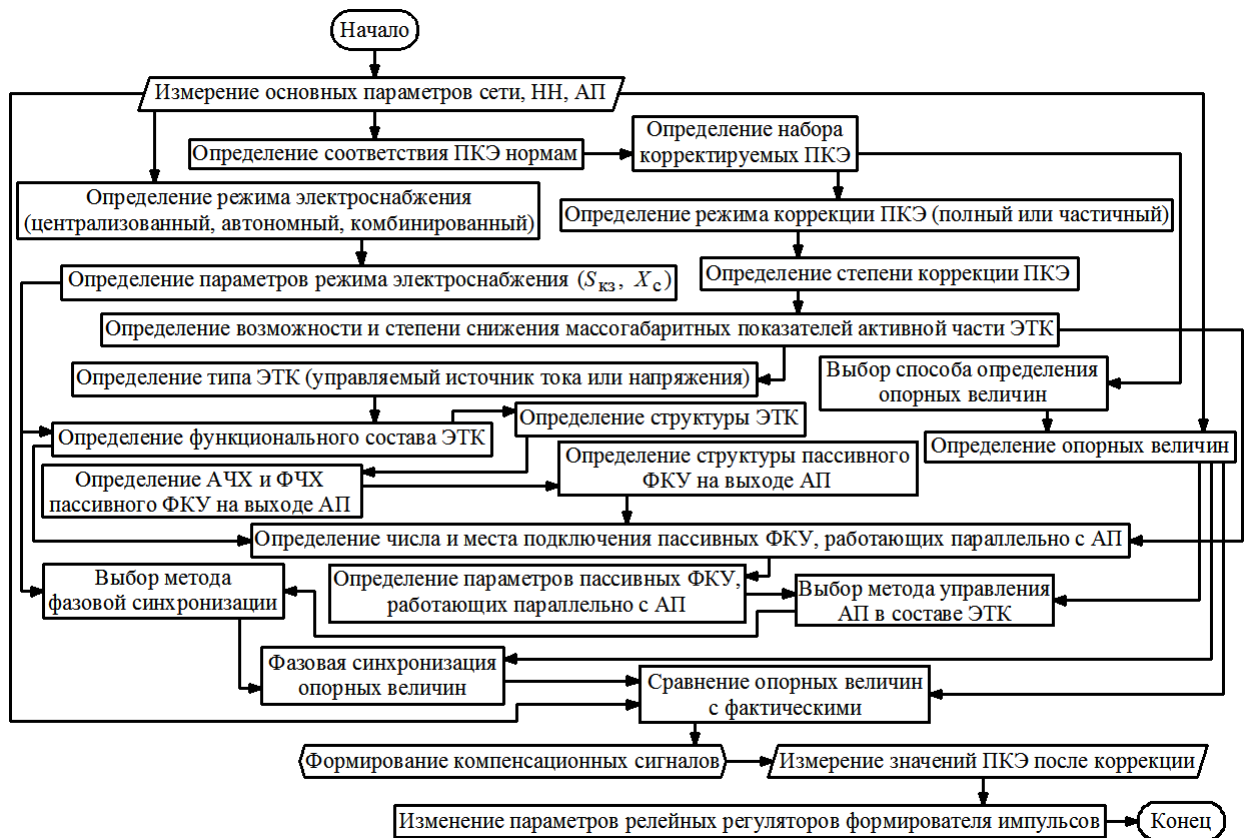 Начало
Измерение основных параметров сети, НН, АП
Определение соответствия ПКЭ нормам
Определение набора
корректируемых ПКЭ
Определение режима электроснабжения
(централизованный, автономный, комбинированный)
Определение режима коррекции ПКЭ (полный или частичный)
Определение параметров режима электроснабжения (Sкз, Xс)
Определение степени коррекции ПКЭ
Определение возможности и степени снижения массогабаритных показателей активной части ЭТК
Определение типа ЭТК (управляемый источник тока или напряжения)
Выбор способа определения
опорных величин
Определение структуры ЭТК
Определение функционального состава ЭТК
Определение опорных величин
Определение АЧХ и ФЧХ
пассивного ФКУ на выходе АП
Определение структуры пассивного
ФКУ на выходе АП
Определение числа и места подключения пассивных ФКУ, работающих параллельно с АП
Выбор метода
фазовой синхронизации
Определение параметров пассивных ФКУ,
работающих параллельно с АП
Выбор метода управления
АП в составе ЭТК
Фазовая синхронизация
опорных величин
Сравнение опорных величин
с фактическими
Формирование компенсационных сигналов
Измерение значений ПКЭ после коррекции
Изменение параметров релейных регуляторов формирователя импульсов
Конец